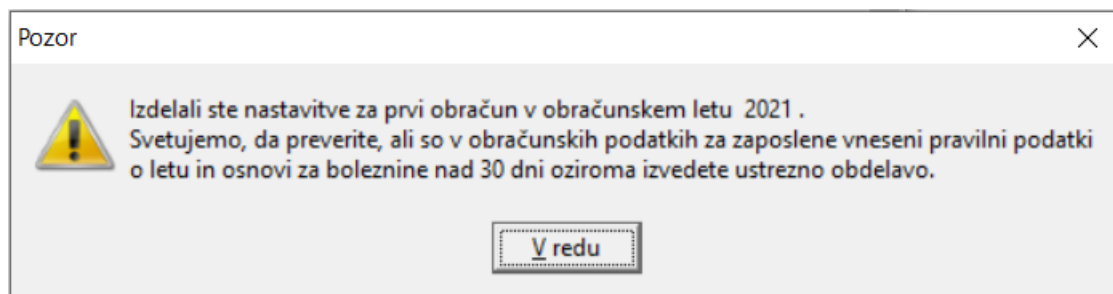 Pozor
Izdelali ste nastavitve za prvi obračun v obračunskem letu  2021 .
Svetujemo, da preverite, ali so v obračunskih podatkih za zaposlene vneseni pravilni podatki
o letu in osnovi za boleznine nad 30 dni oziroma izvedete ustrezno obdelavo.
V redu